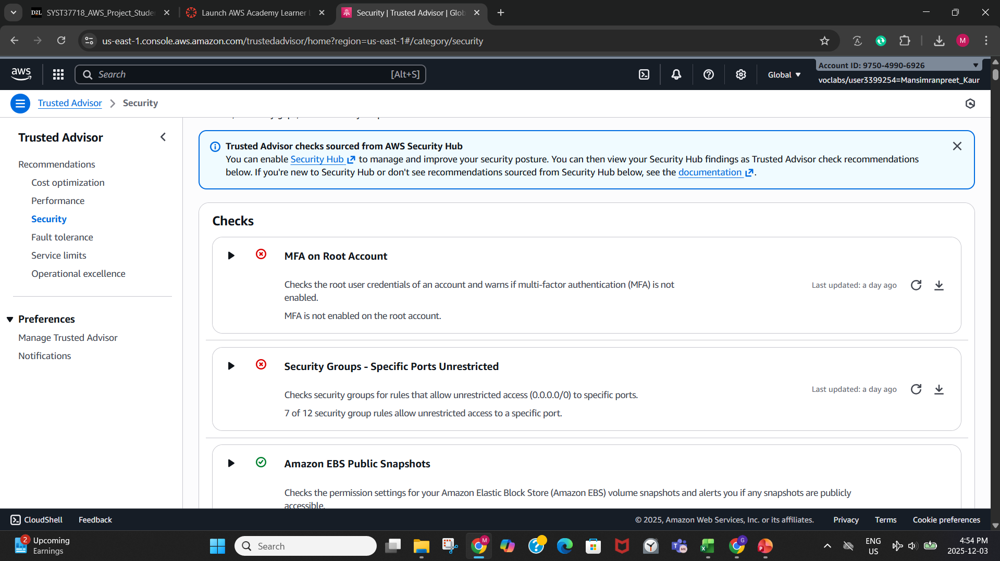 SYST37718_AWS_Project_Stude
Launch AWS Academy Learner
Security | Trusted Advisor | Glob
us-east-1.console.aws.amazon.com/trustedadvisor/home?region=us-east-1#/category/security
M
aws
Search
[Alt+S]
Global
Account ID: 9750-4990-6926
voclabs/user3399254=Mansimranpreet_Kaur
Trusted Advisor
Security
Trusted Advisor
Recommendations
Cost optimization
Performance
Security
Fault tolerance
Service limits
Operational excellence
Preferences
Manage Trusted Advisor
Notifications
Trusted Advisor checks sourced from AWS Security Hub
You can enable Security Hub to manage and improve your security posture. You can then view your Security Hub findings as Trusted Advisor check recommendations
below. If you're new to Security Hub or don't see recommendations sourced from Security Hub below, see the documentation.
Checks
MFA on Root Account
Checks the root user credentials of an account and warns if multi-factor authentication (MFA) is not
enabled.
MFA is not enabled on the root account.
Last updated: a day ago
Security Groups - Specific Ports Unrestricted
Checks security groups for rules that allow unrestricted access (0.0.0.0/0) to specific ports.
7 of 12 security group rules allow unrestricted access to a specific port.
Last updated: a day ago
Amazon EBS Public Snapshots
Checks the permission settings for your Amazon Elastic Block Store (Amazon EBS) volume snapshots and alerts you if any snapshots are publicly
accessible.
CloudShell
Feedback
© 2025, Amazon Web Services, Inc. or its affiliates.
Privacy
Terms
Cookie preferences
2
Upcoming
Earnings
Search
ENG
US
4:54 PM
2025-12-03